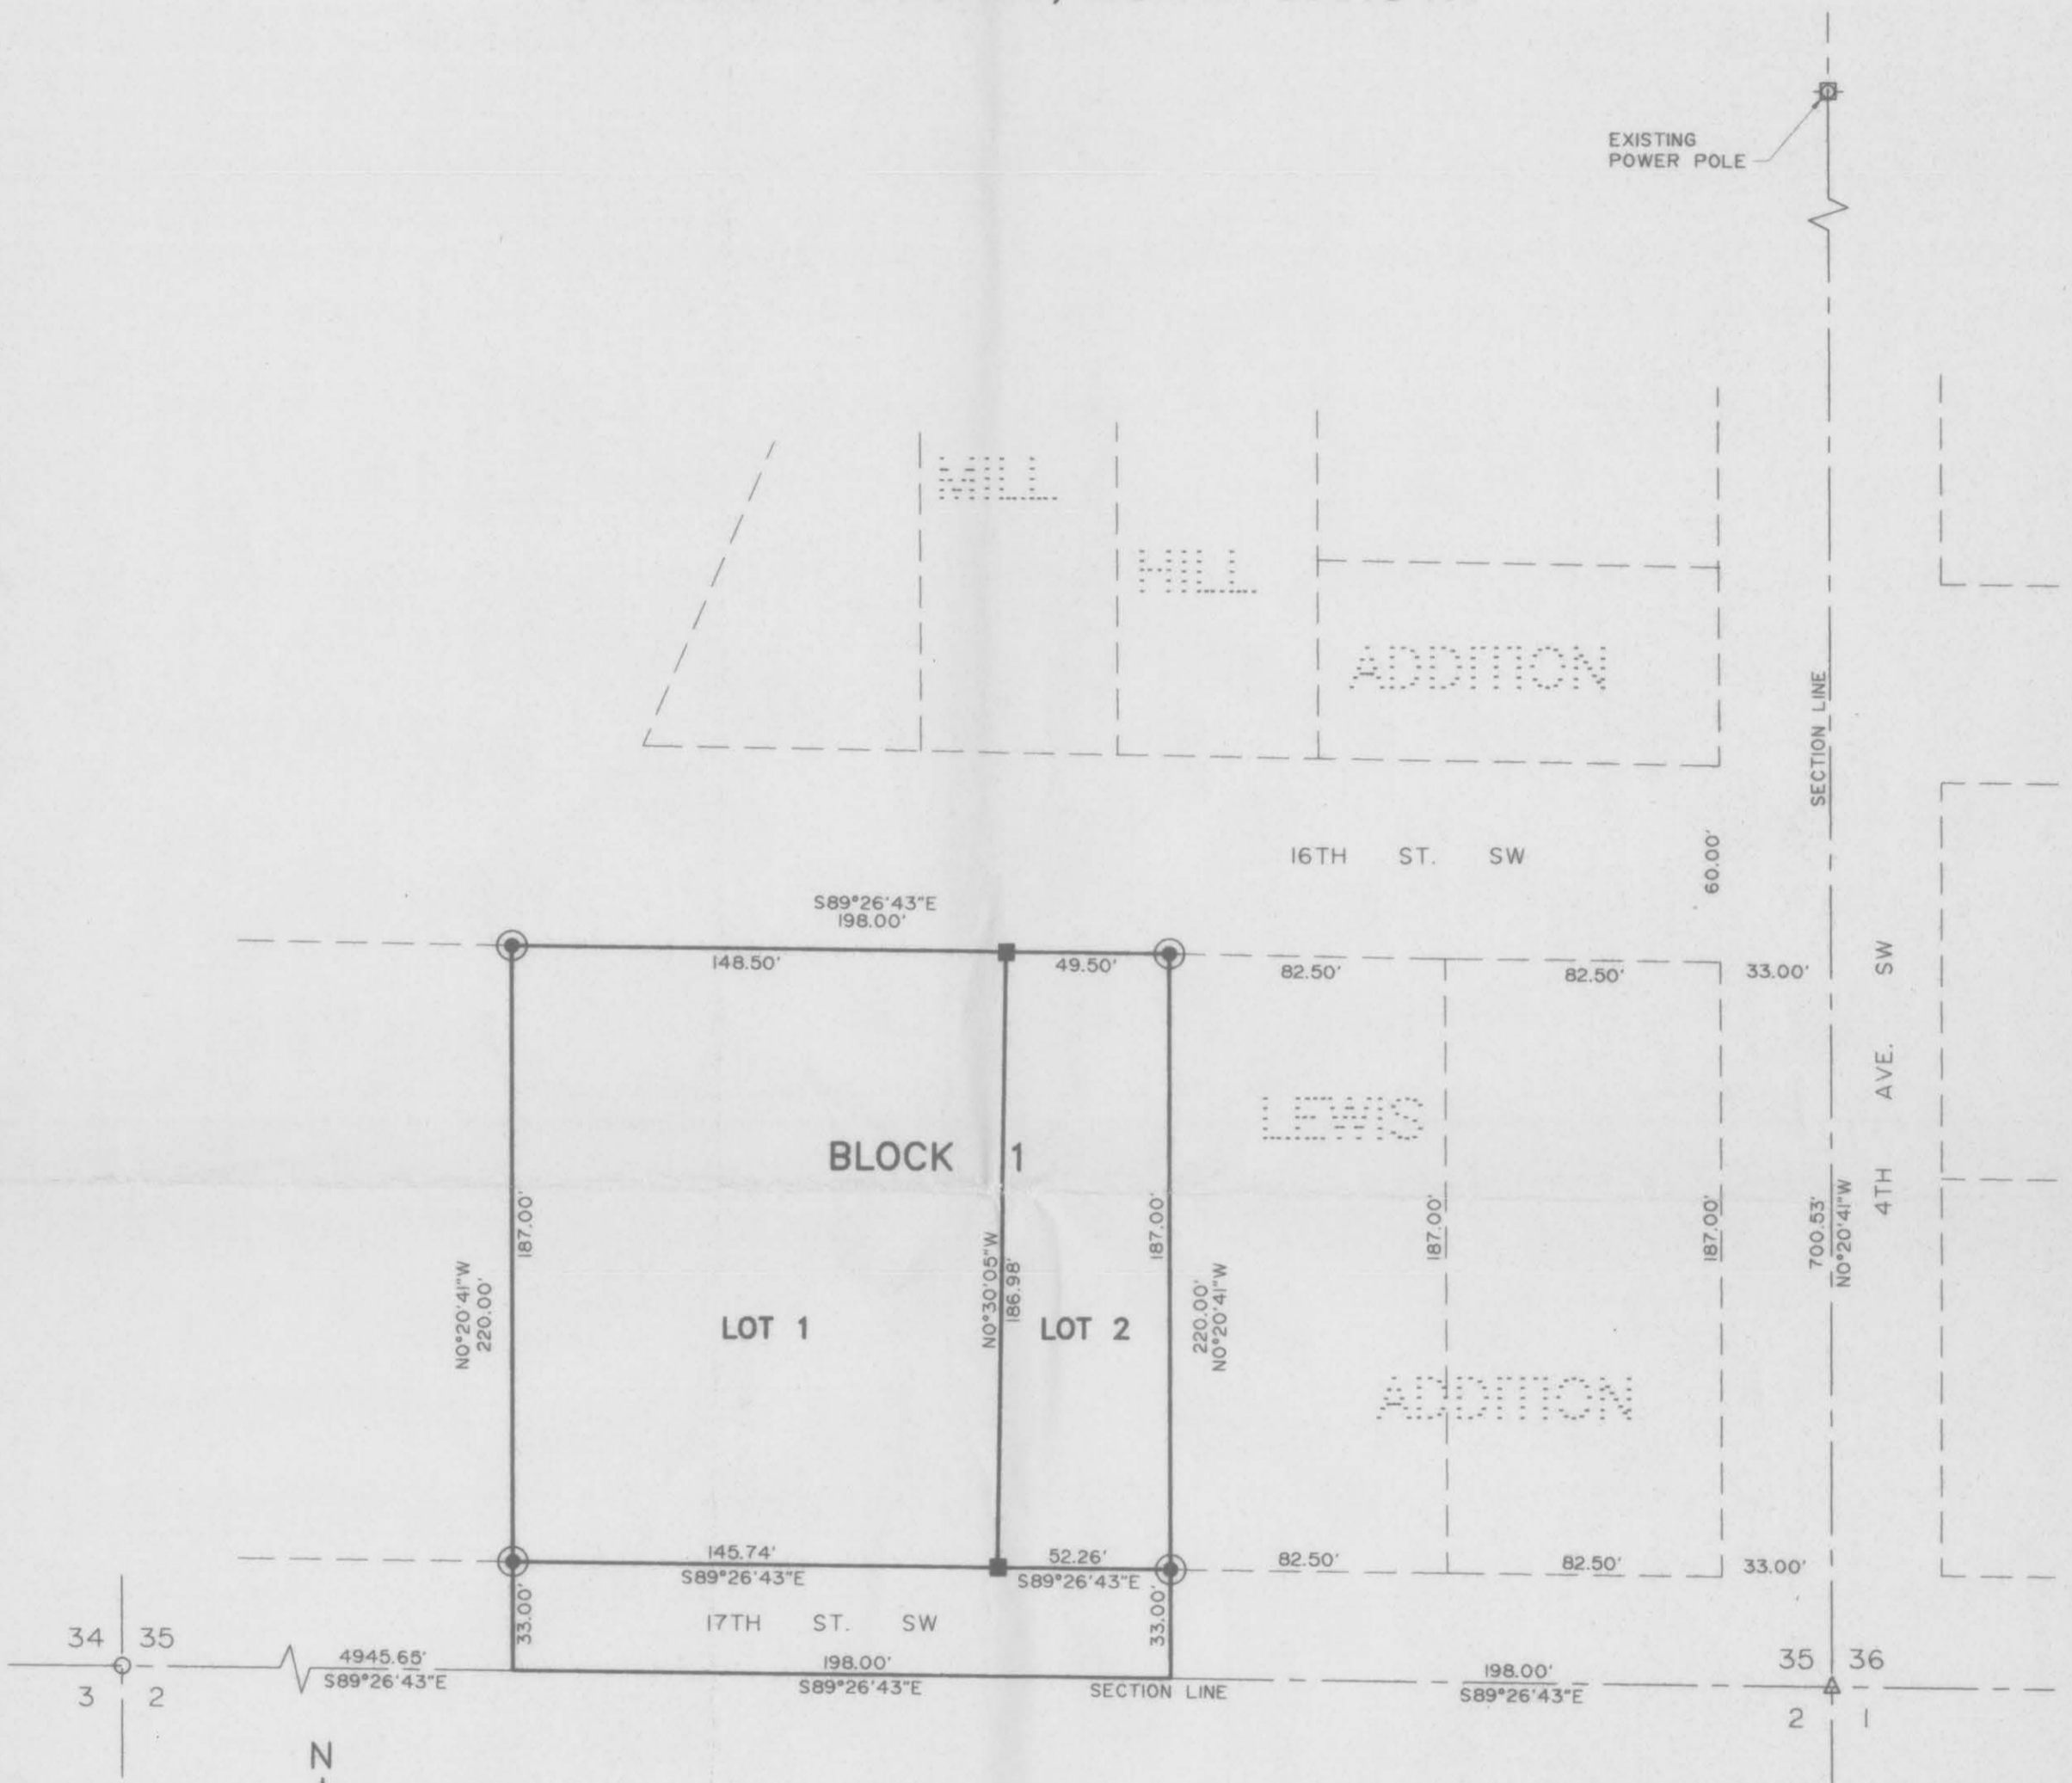 EXISTING
POWER POLE
MILL
HILL
ADDITION
SECTION LINE
16TH ST. SW
60.00'
S89°26'43"E
198.00'
148.50'
49.50'
82.50'
82.50'
33.00'
4TH AVE. SW
LEWIS
BLOCK 1
187.00'
N0°20'41"W
220.00'
N0°30'05"W
186.98'
187.00'
220.00'
N0°20'41"W
187.00'
187.00'
700.53'
N0°20'41"W
LOT 1
LOT 2
ADDITION
145.74'
S89°26'43"E
52.26'
S89°26'43"E
82.50'
82.50'
33.00'
33.00'
17TH ST. SW
33.00'
34 35
3 2
4945.65'
S89°26'43"E
198.00'
S89°26'43"E
SECTION LINE
198.00'
S89°26'43"E
35 36
2 1
N